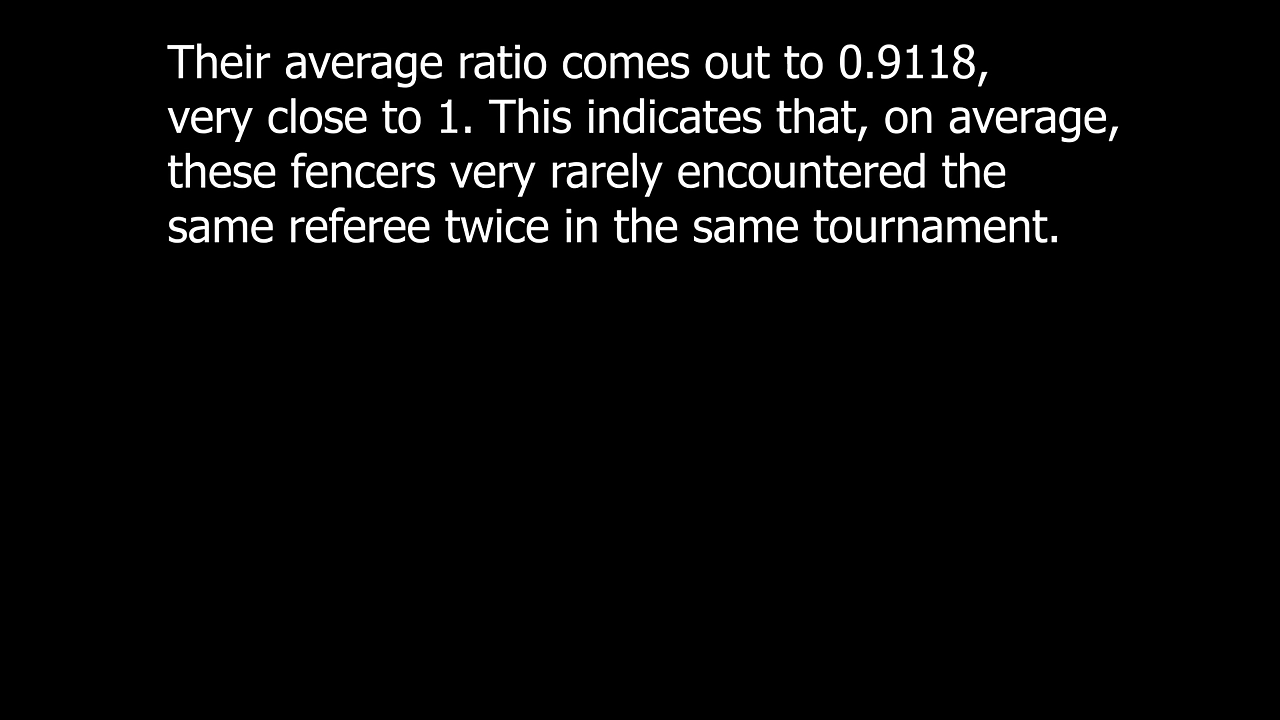 Their average ratio comes out to 0.9118,
very close to 1. This indicates that, on average,
these fencers very rarely encountered the
same referee twice in the same tournament.